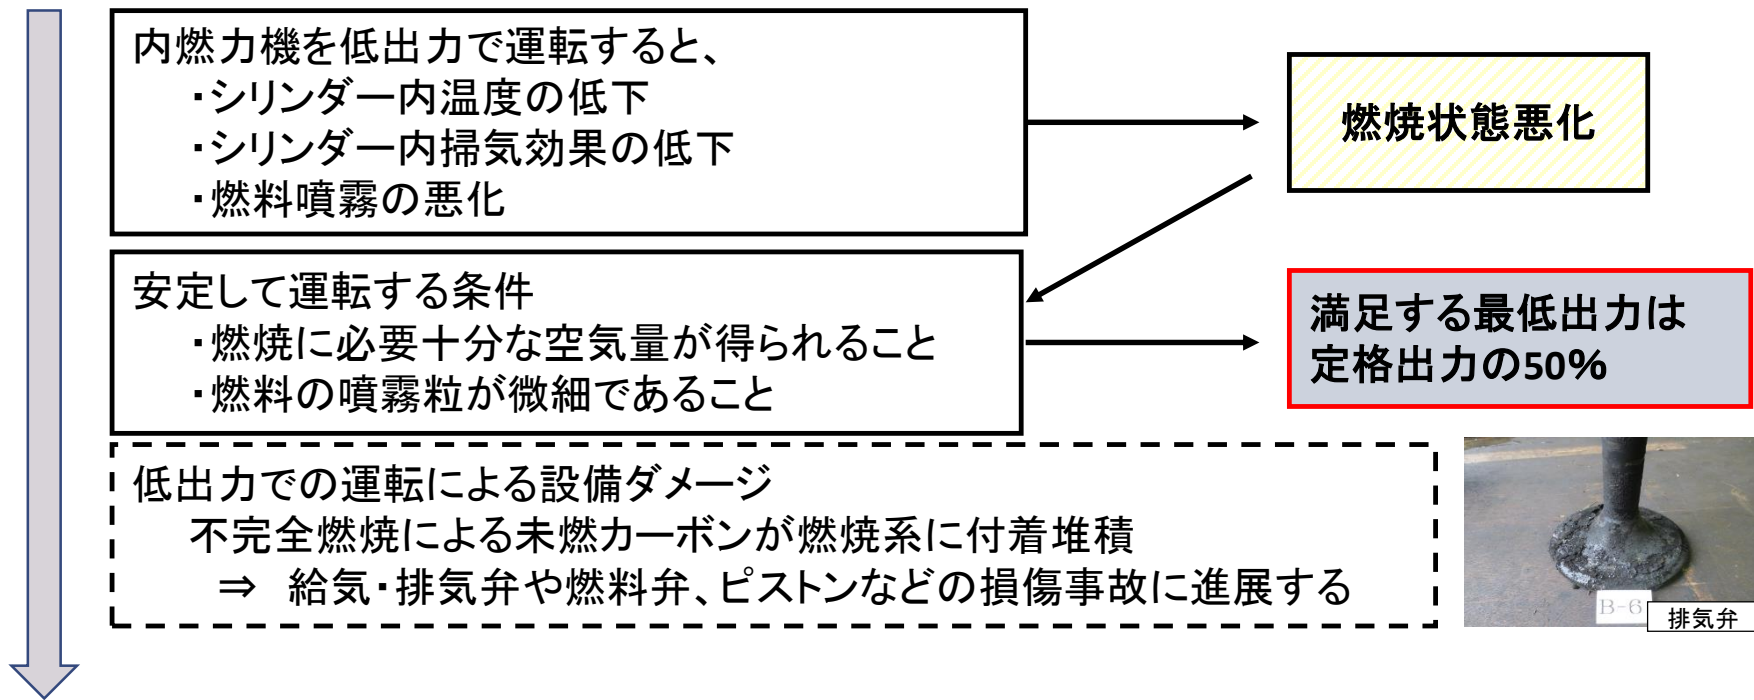 内燃力機を低出力で運転すると、
・シリンダー内温度の低下
・シリンダー内掃気効果の低下
・燃料噴霧の悪化
燃焼状態悪化
安定して運転する条件
・燃焼に必要十分な空気量が得られること
・燃料の噴霧粒が微細であること
満足する最低出力は
定格出力の50%
低出力での運転による設備ダメージ
不完全燃焼による未燃カーボンが燃焼系に付着堆積
⇒ 給気・排気弁や燃料弁、ピストンなどの損傷事故に進展する
B-6
排気弁